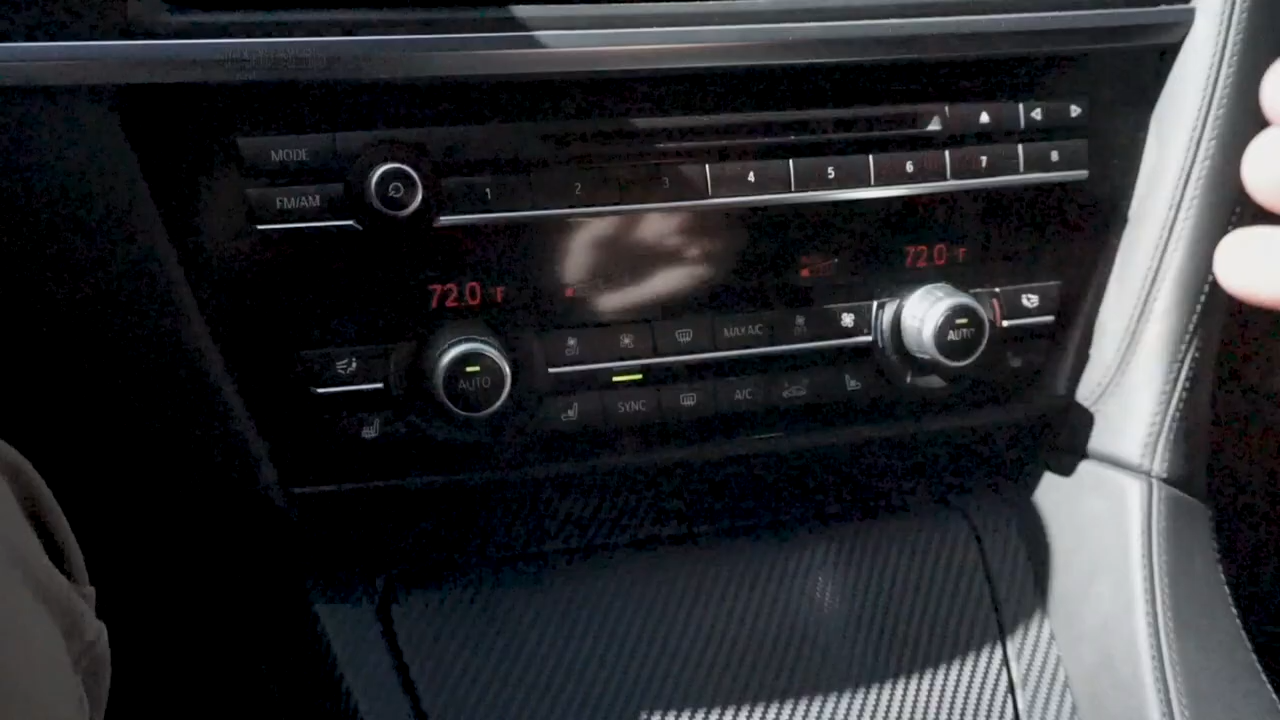 MODE
FM/AM
1 2 3 4 5 6 7 8
72.0 F
72.0 F
MAX A/C
AUTO
AUTO
SYNC
A/C